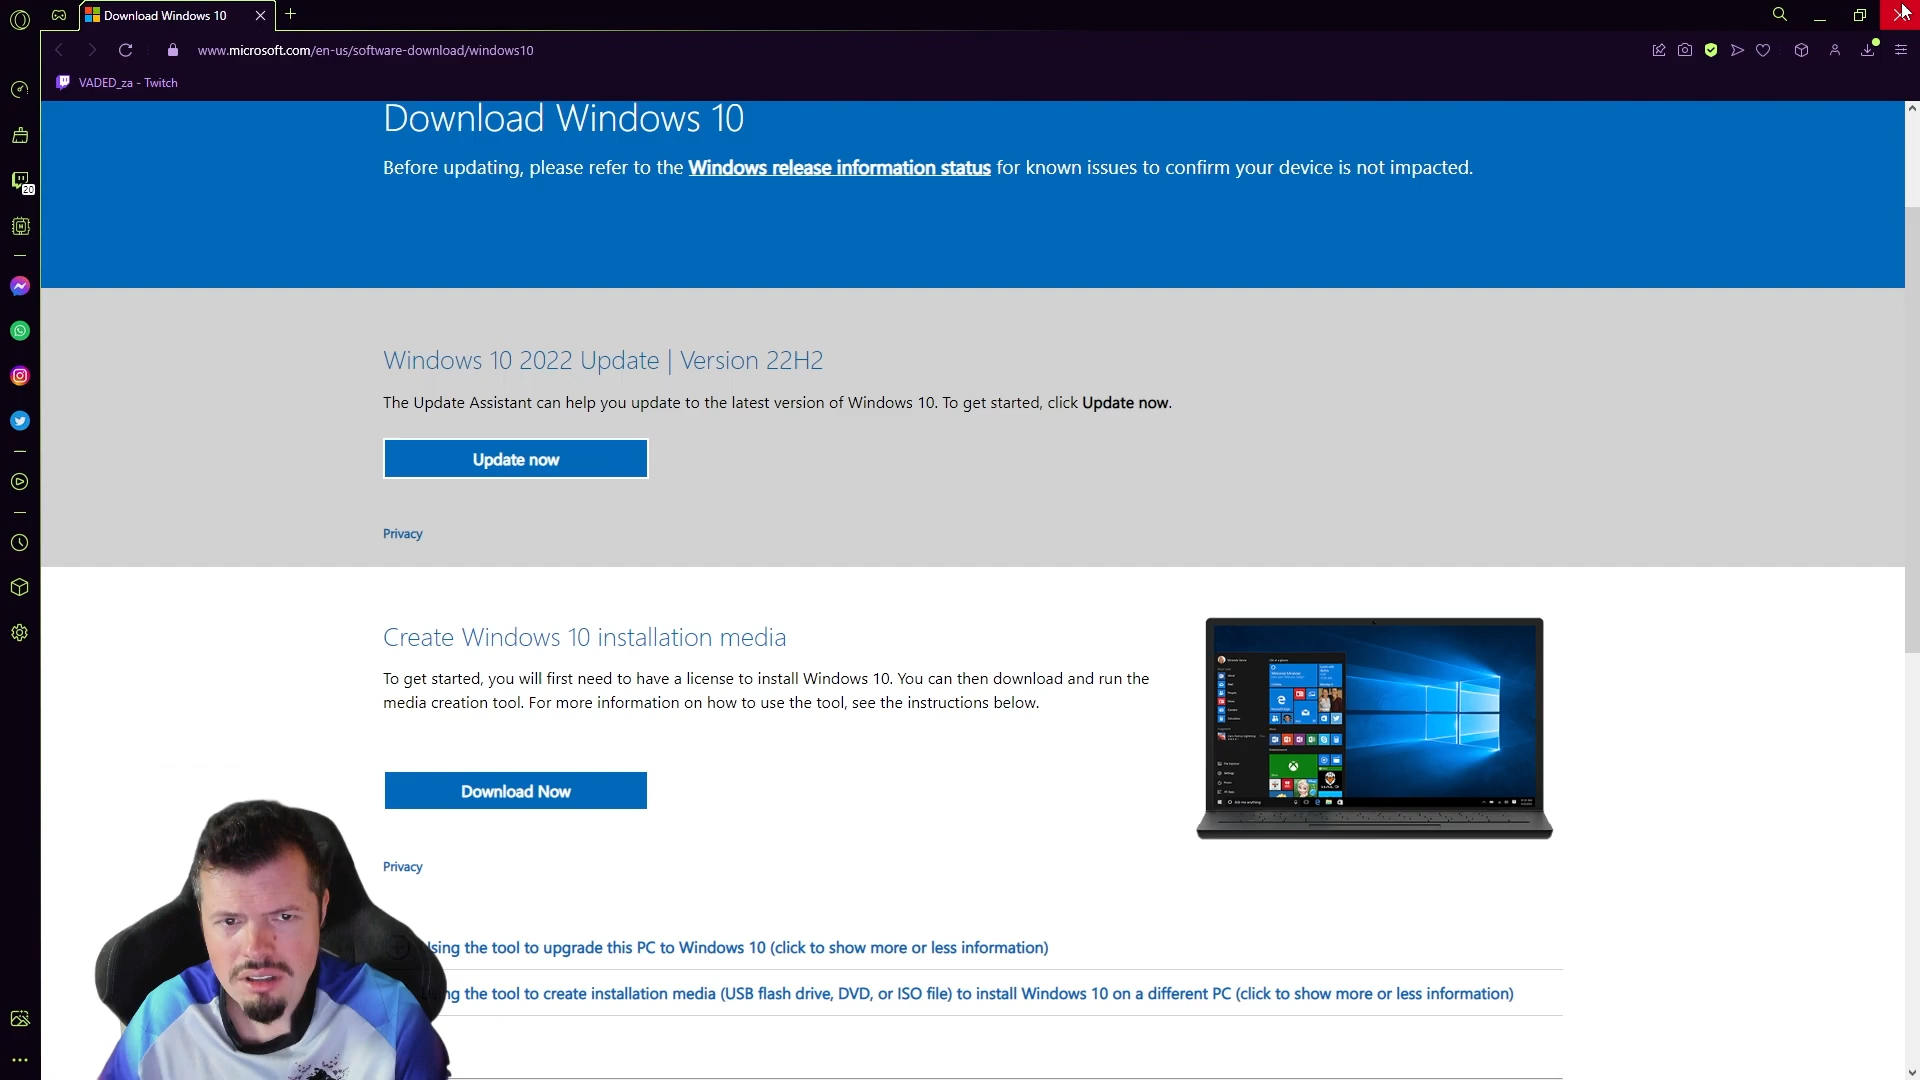 Download Windows 10
www.microsoft.com/en-us/software-download/windows10
VADED_za - Twitch
20
Download Windows 10
Before updating, please refer to the Windows release information status for known issues to confirm your device is not impacted.
Windows 10 2022 Update | Version 22H2
The Update Assistant can help you update to the latest version of Windows 10. To get started, click Update now.
Update now
Privacy
Create Windows 10 installation media
To get started, you will first need to have a license to install Windows 10. You can then download and run the
media creation tool. For more information on how to use the tool, see the instructions below.
Download Now
Privacy
sing the tool to upgrade this PC to Windows 10 (click to show more or less information)
ng the tool to create installation media (USB flash drive, DVD, or ISO file) to install Windows 10 on a different PC (click to show more or less information)